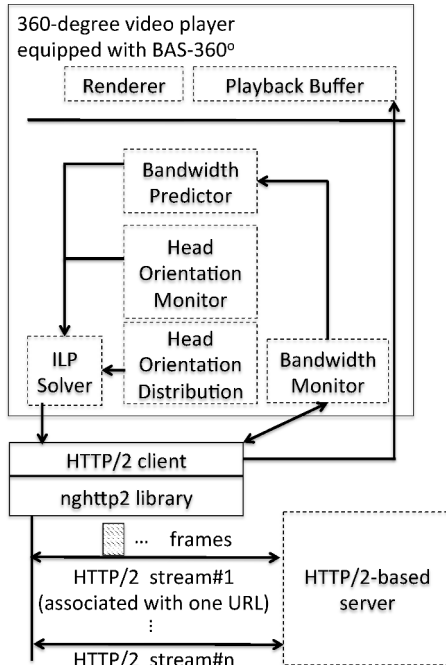 360-degree video player
equipped with BAS-360º
Renderer
Playback Buffer
Bandwidth
Predictor
Head
Orientation
Monitor
Head
Orientation
Distribution
ILP
Solver
Bandwidth
Monitor
HTTP/2 client
nghttp2 library
... frames
HTTP/2 stream#1
(associated with one URL)
⋮
HTTP/2 stream#n
HTTP/2-based
server